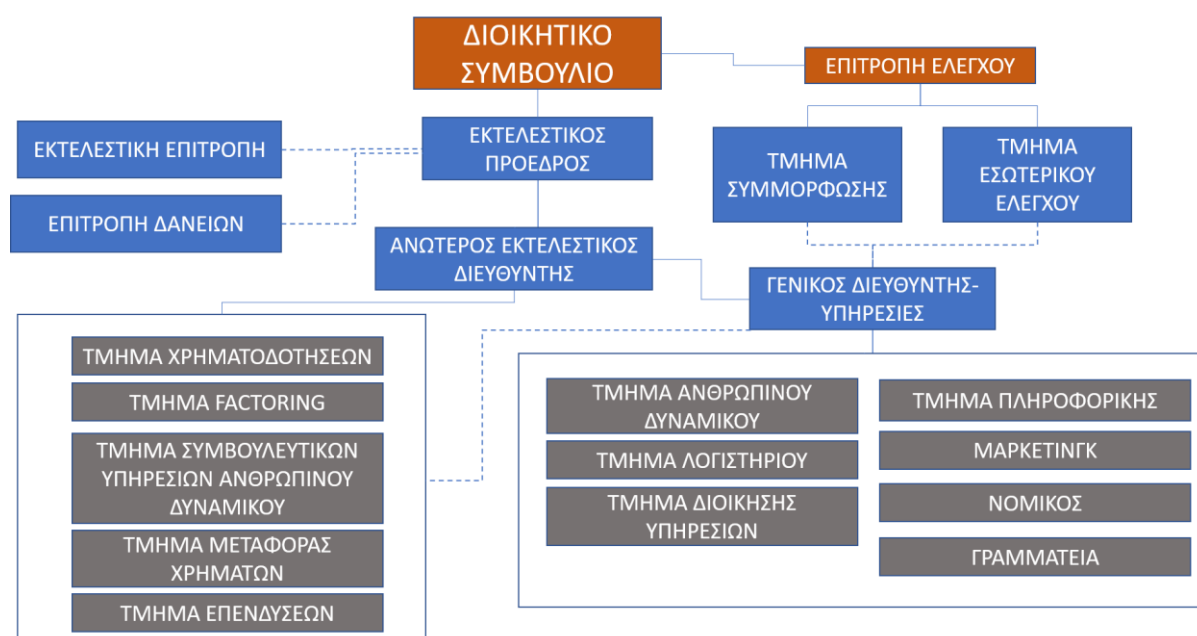 ΔΙΟΙΚΗΤΙΚΟ
ΣΥΜΒΟΥΛΙΟ
ΕΠΙΤΡΟΠΗ ΕΛΕΓΧΟΥ
ΕΚΤΕΛΕΣΤΙΚΗ ΕΠΙΤΡΟΠΗ
ΕΚΤΕΛΕΣΤΙΚΟΣ
ΠΡΟΕΔΡΟΣ
ΤΜΗΜΑ
ΣΥΜΜΟΡΦΩΣΗΣ
ΤΜΗΜΑ
ΕΣΩΤΕΡΙΚΟΥ
ΕΛΕΓΧΟΥ
ΕΠΙΤΡΟΠΗ ΔΑΝΕΙΩΝ
ΑΝΩΤΕΡΟΣ ΕΚΤΕΛΕΣΤΙΚΟΣ
ΔΙΕΥΘΥΝΤΗΣ
ΓΕΝΙΚΟΣ ΔΙΕΥΘΥΝΤΗΣ-
ΥΠΗΡΕΣΙΕΣ
ΤΜΗΜΑ ΧΡΗΜΑΤΟΔΟΤΗΣΕΩΝ
ΤΜΗΜΑ FACTORING
ΤΜΗΜΑ ΣΥΜΒΟΥΛΕΥΤΙΚΩΝ
ΥΠΗΡΕΣΙΩΝ ΑΝΘΡΩΠΙΝΟΥ
ΔΥΝΑΜΙΚΟΥ
ΤΜΗΜΑ ΜΕΤΑΦΟΡΑΣ
ΧΡΗΜΑΤΩΝ
ΤΜΗΜΑ ΕΠΕΝΔΥΣΕΩΝ
ΤΜΗΜΑ ΑΝΘΡΩΠΙΝΟΥ
ΔΥΝΑΜΙΚΟΥ
ΤΜΗΜΑ ΛΟΓΙΣΤΗΡΙΟΥ
ΤΜΗΜΑ ΔΙΟΙΚΗΣΗΣ
ΥΠΗΡΕΣΙΩΝ
ΤΜΗΜΑ ΠΛΗΡΟΦΟΡΙΚΗΣ
ΜΑΡΚΕΤΙΝΓΚ
ΝΟΜΙΚΟΣ
ΓΡΑΜΜΑΤΕΙΑ